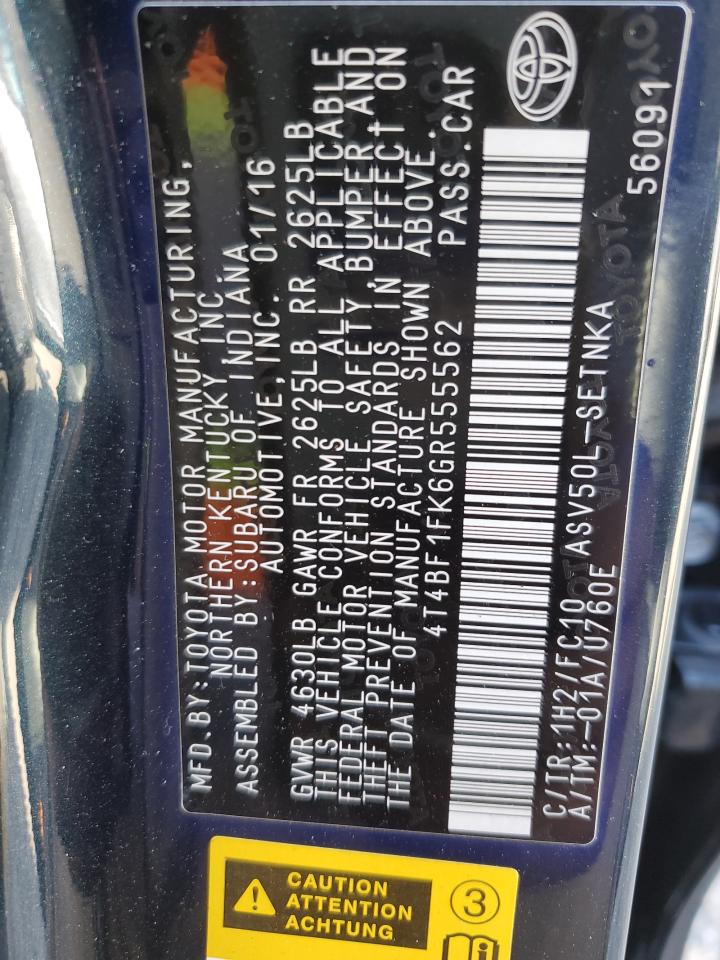 MFD.BY:TOYOTA MOTOR MANUFACTURING,
NORTHERN KENTUCKY INC.
ASSEMBLED BY:SUBARU OF INDIANA
AUTOMOTIVE,INC. 01/16
GVWR 4630LB GAWR FR 2625LB RR 2625LB
THIS VEHICLE CONFORMS TO ALL APPLICABLE
FEDERAL MOTOR VEHICLE SAFETY, BUMPER, AND
THEFT PREVENTION STANDARDS IN EFFECT ON
THE DATE OF MANUFACTURE SHOWN ABOVE.
4T4BF1FK6GR555562 PASS.CAR
C/TR:1H2/FC10 ASV50L-SETNKA
A/TM:-01A/U760E 56091
CAUTION
ATTENTION
ACHTUNG
3